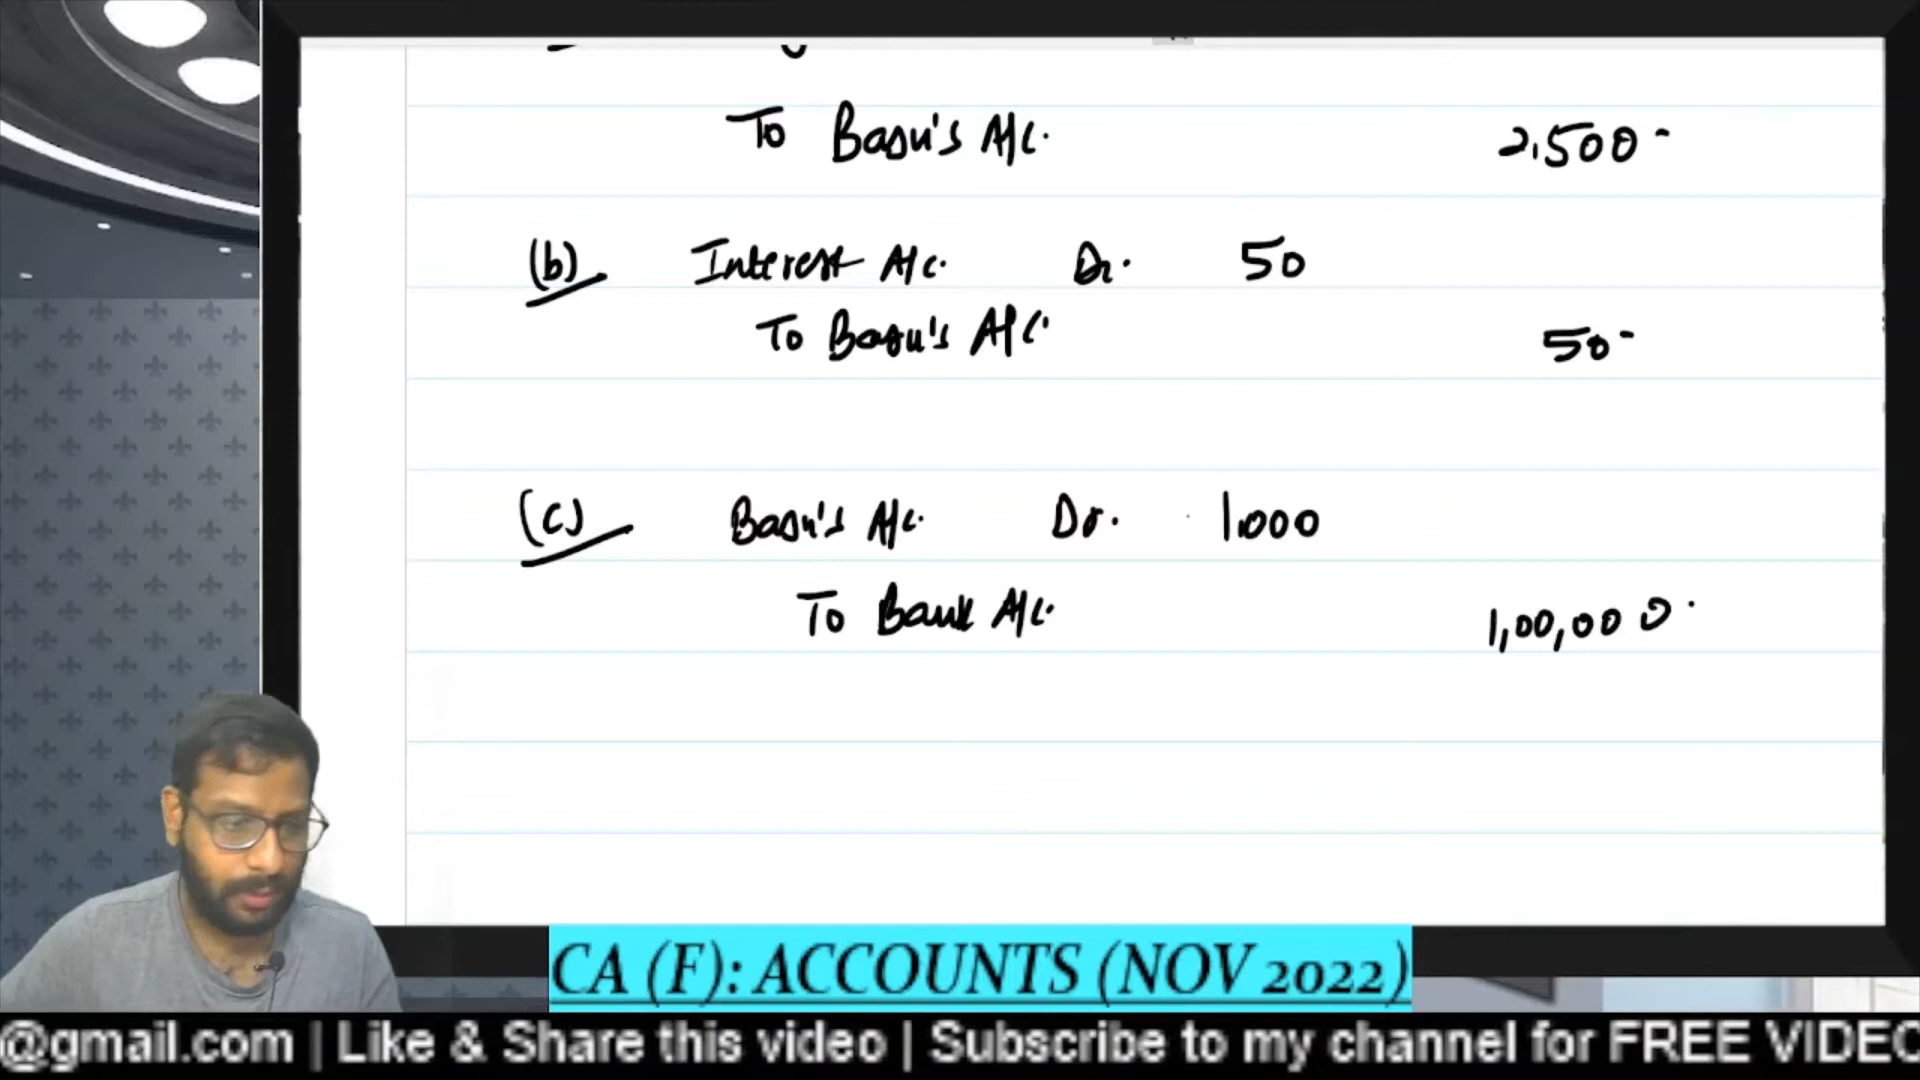 To Basu's A/c. 2,500-
(b) Interest A/c. Dr. 50
To Basu's A/c. 50-
(c) Basu's A/c. Dr. 1,000
To Bank A/c. 1,00,000.
CA (F): ACCOUNTS (NOV 2022)
@gmail.com | Like & Share this video | Subscribe to my channel for FREE VIDEO